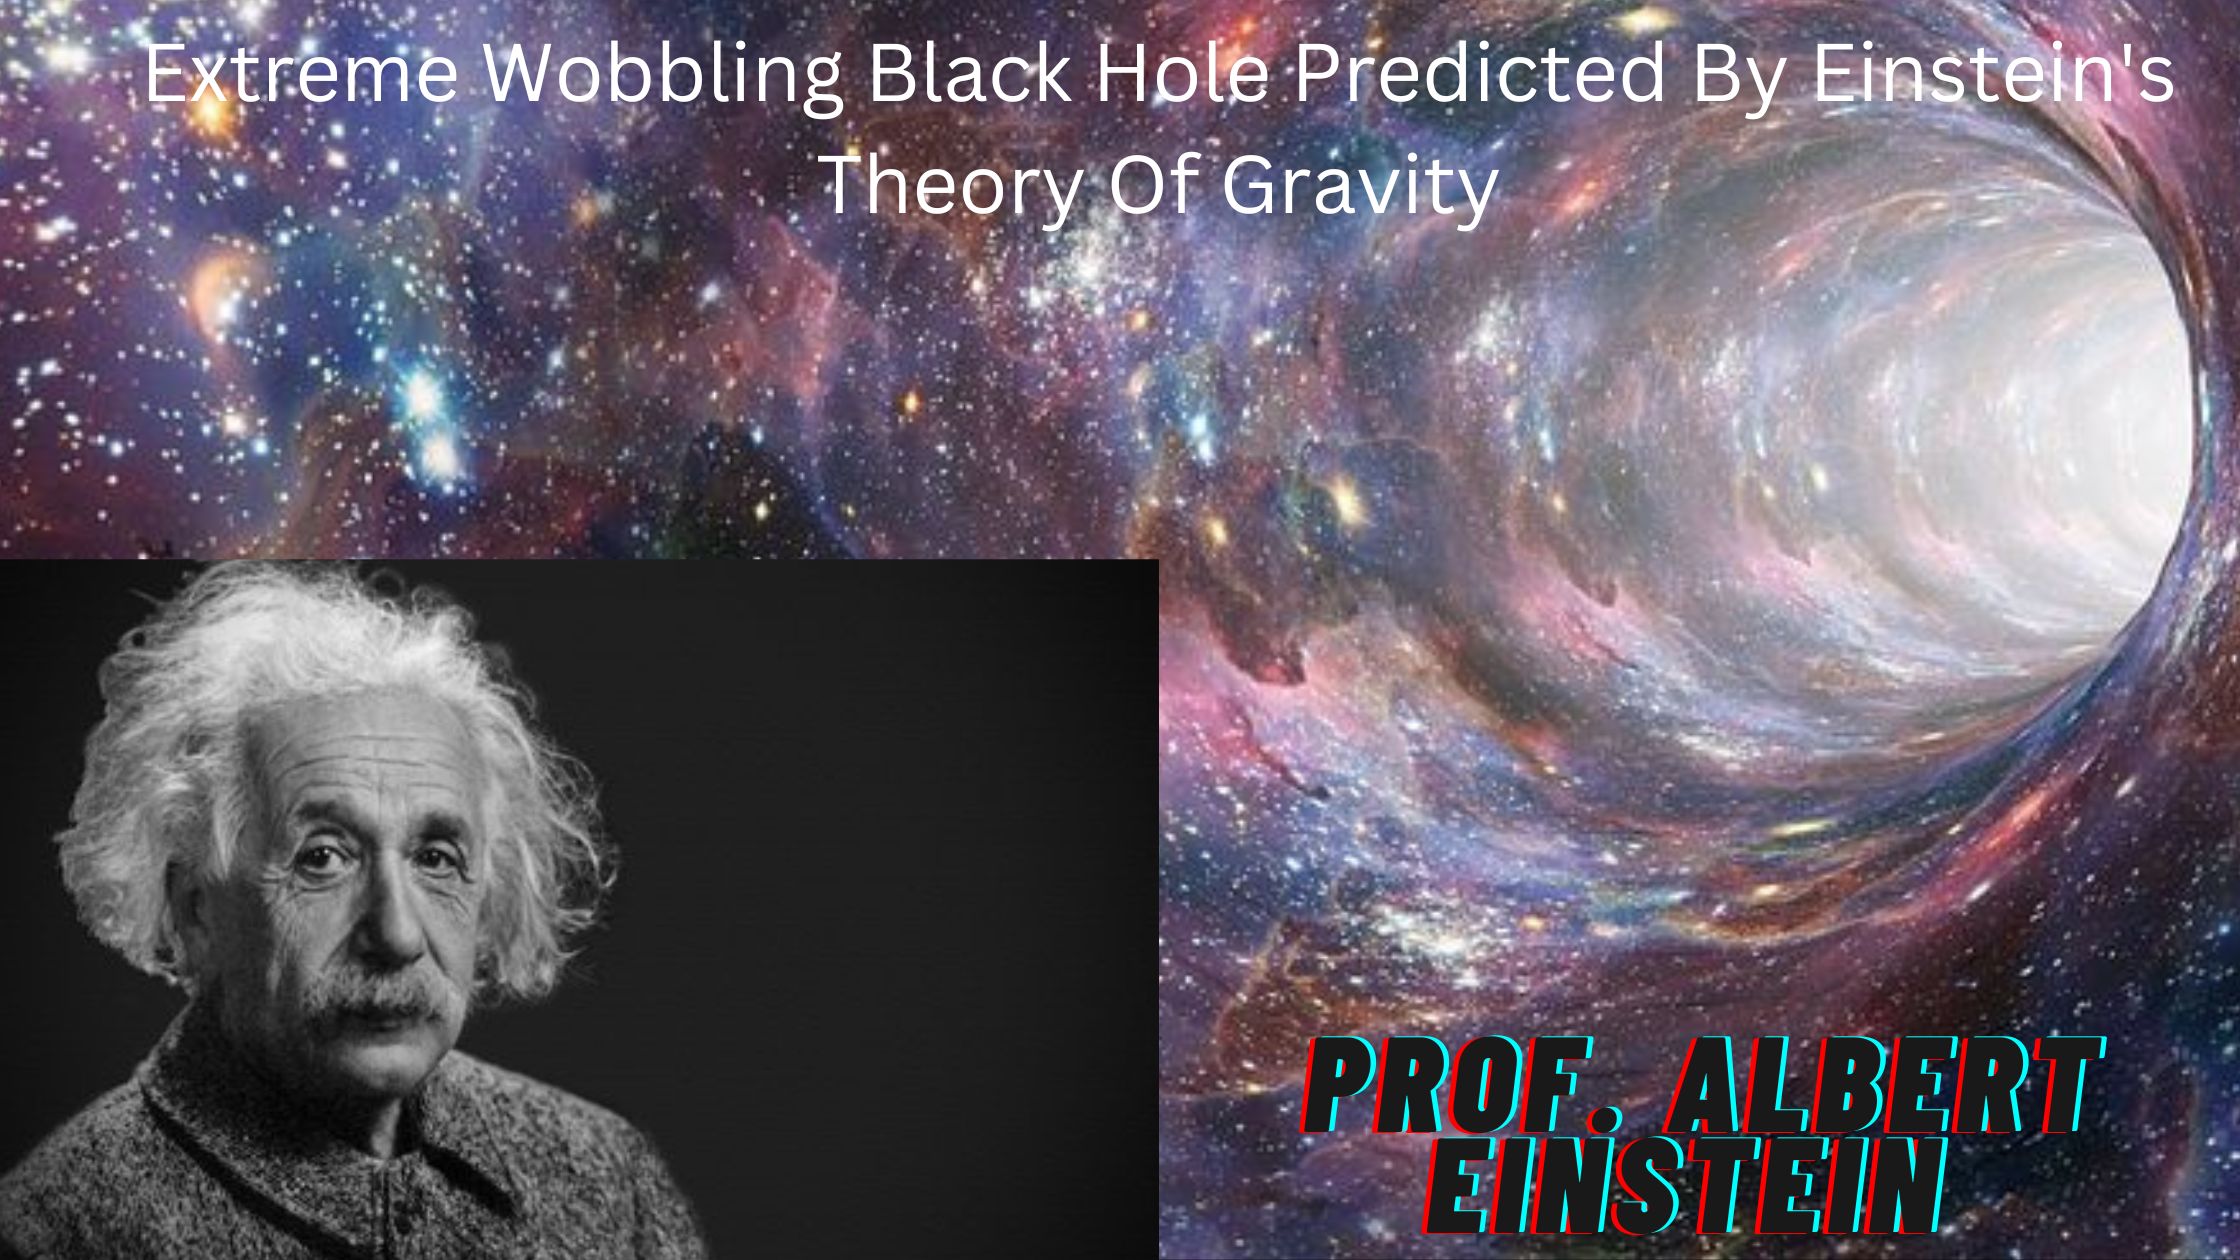 Extreme Wobbling Black Hole Predicted By Einstein's
Theory Of Gravity
PROF. ALBERT
EINSTEIN